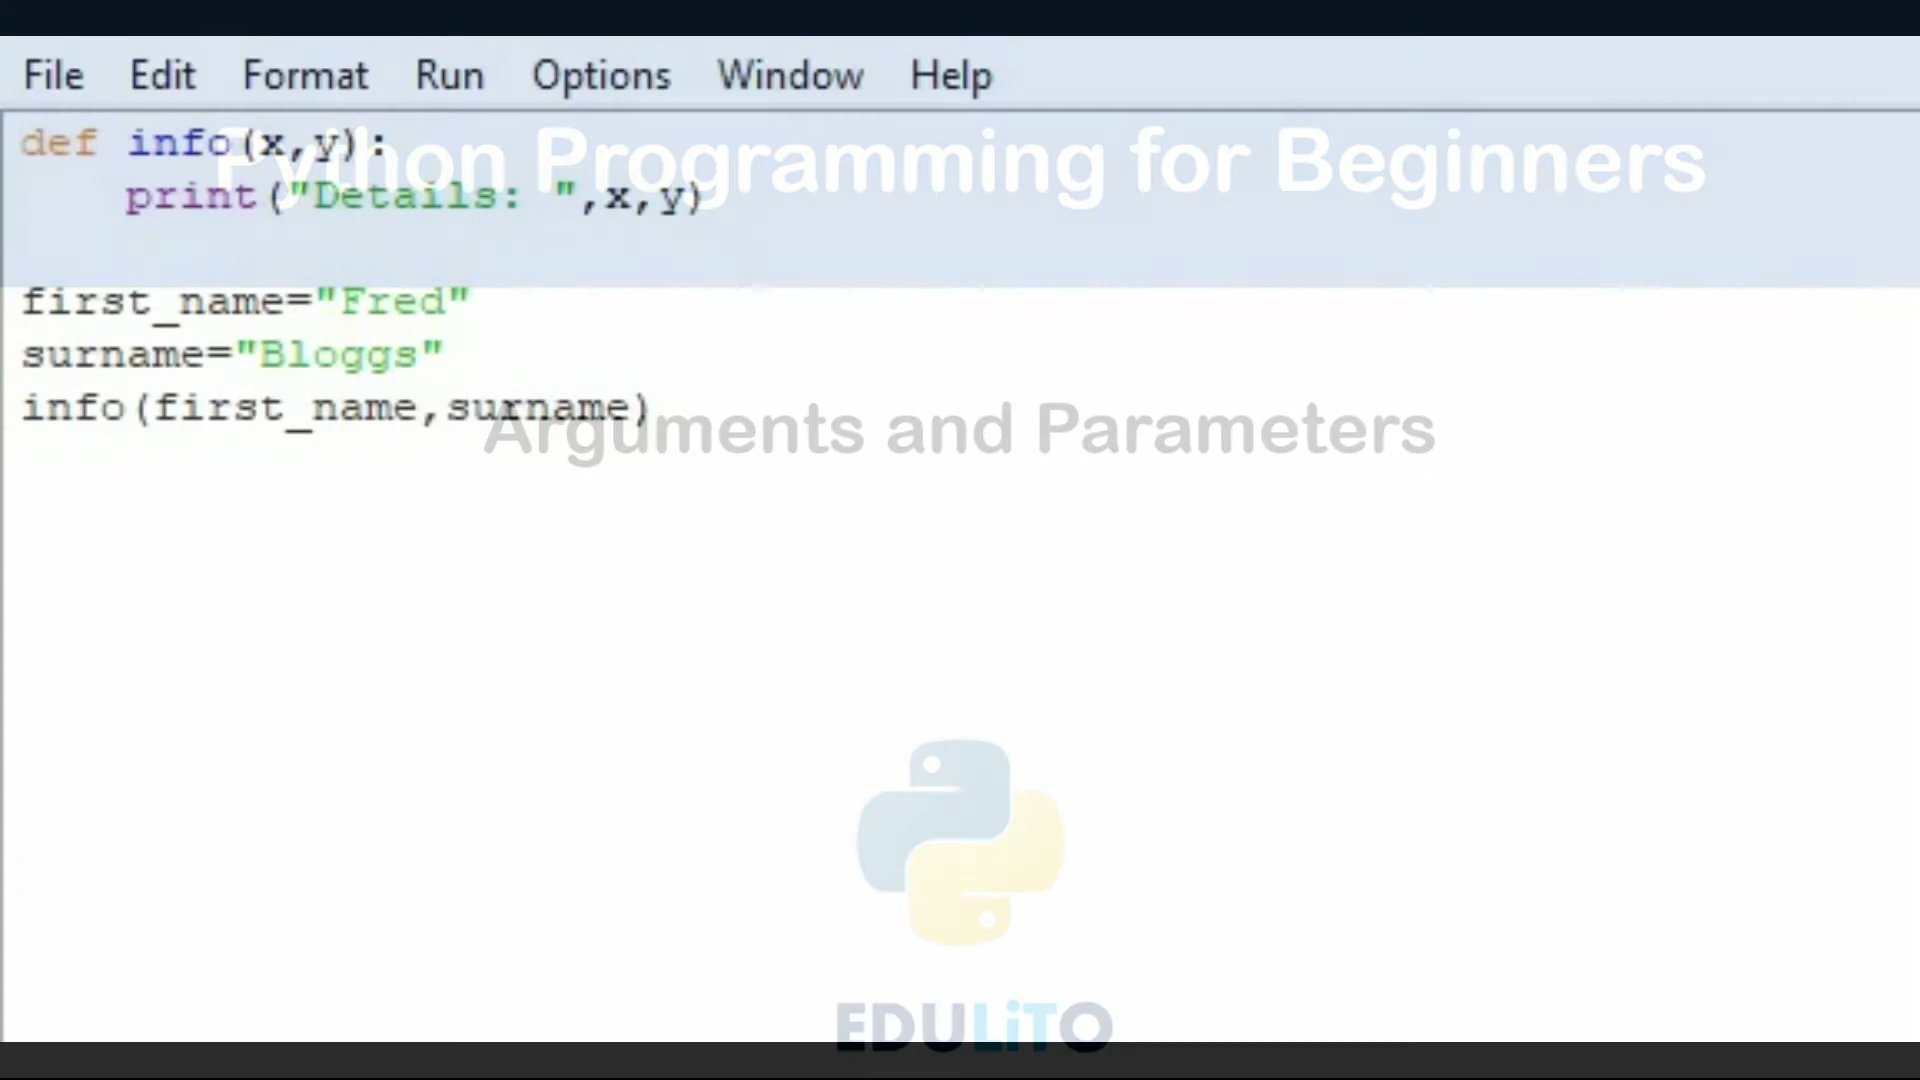 File Edit Format Run Options Window Help
Python Programming for Beginners
def info(x,y):
    print("Details: ",x,y)
first_name="Fred"
surname="Bloggs"
info(first_name,surname)
Arguments and Parameters
EDULiTO